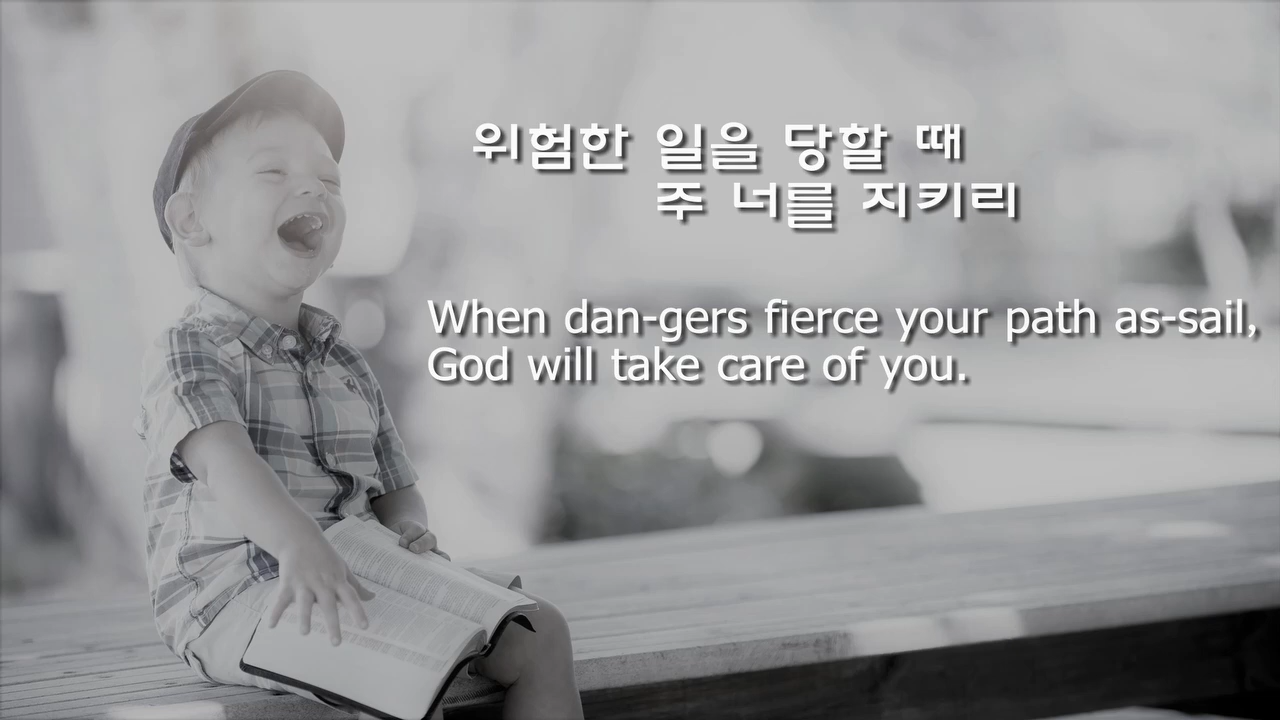 위험한 일을 당할 때
주 너를 지키리
When dan-gers fierce your path as-sail,
God will take care of you.